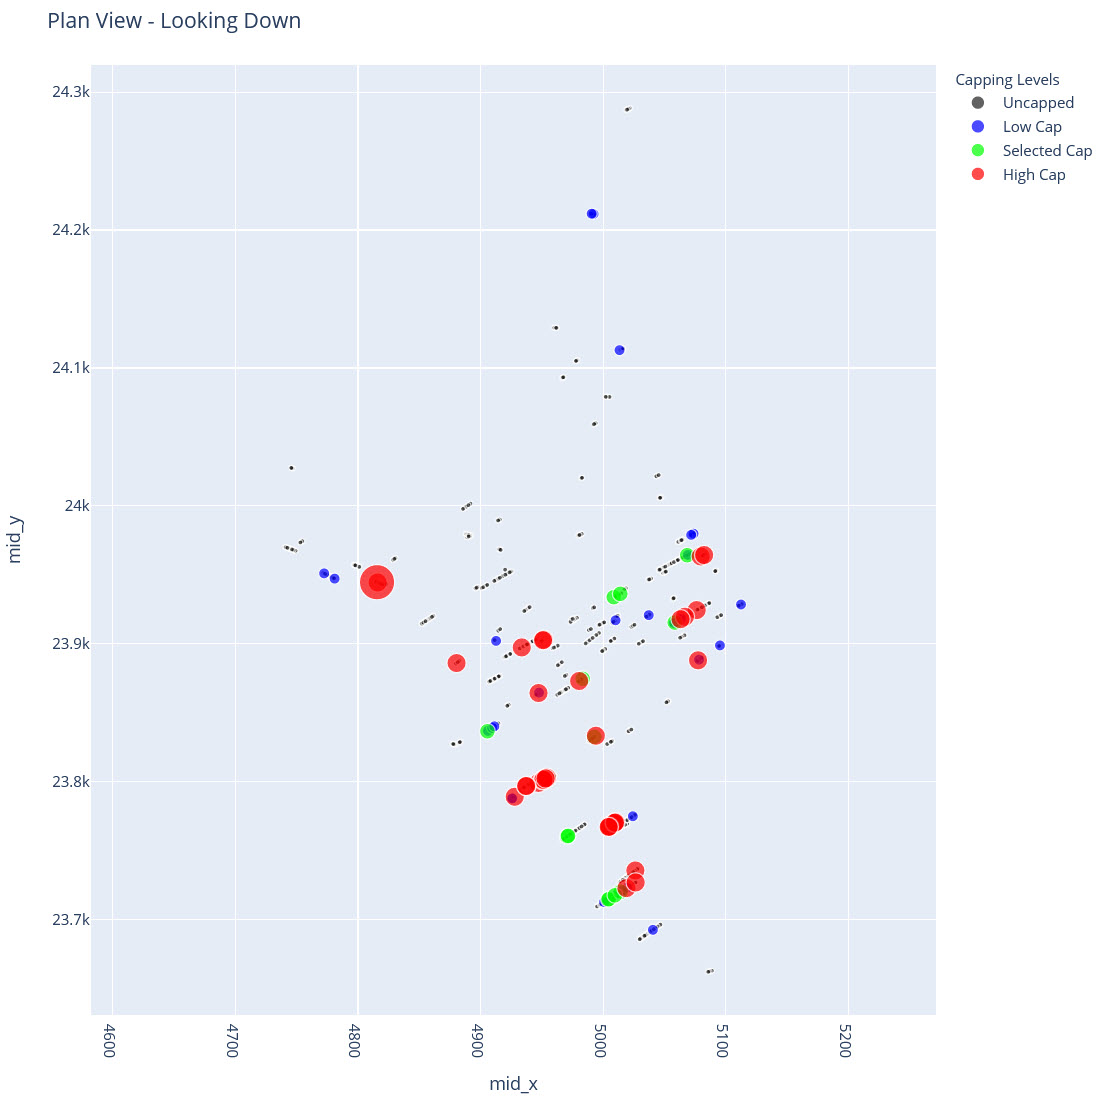 Plan View - Looking Down
Capping Levels
Uncapped
Low Cap
Selected Cap
High Cap
24.3k
24.2k
24.1k
24k
23.9k
23.8k
23.7k
mid_y
4600
4700
4800
4900
5000
5100
5200
mid_x